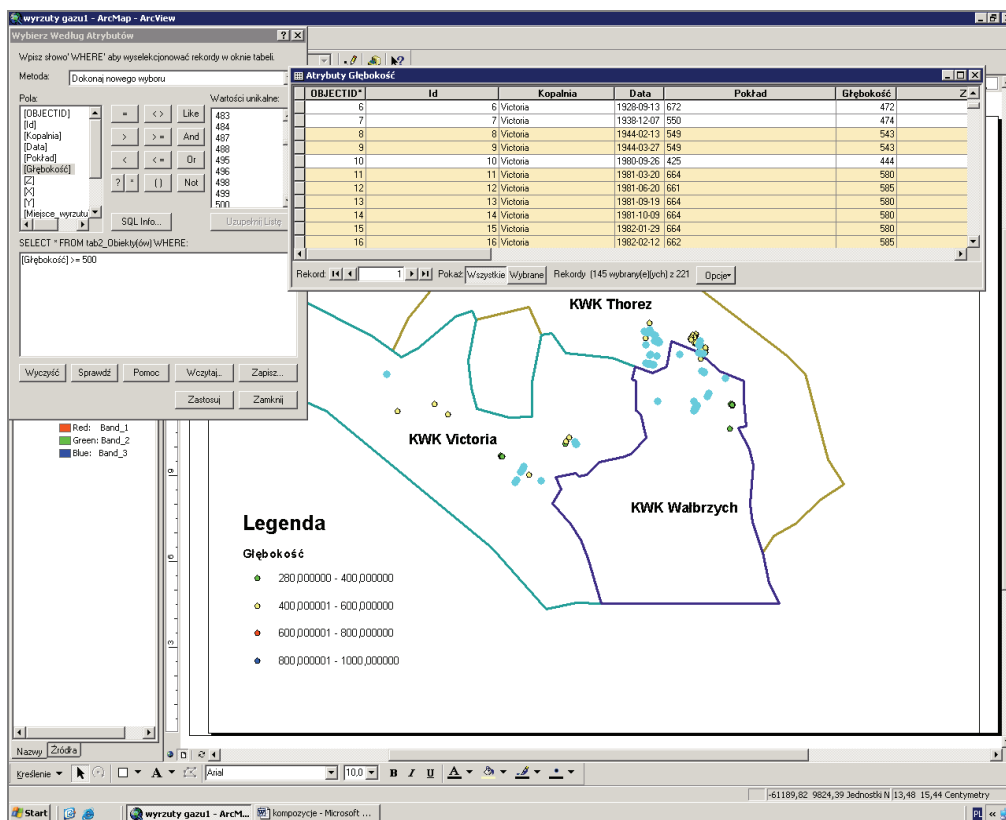 wyrzuty gazu1 - ArcMap - ArcView
Wybierz Według Atrybutów
Wpisz słowo' WHERE' aby wyselekcjonować rekordy w oknie tabeli.
Metoda: Dokonaj nowego wyboru
Pola: Wartości unikalne:
[OBJECTID]
[Id]
[Kopalnia]
[Data]
[Pokład]
[Głębokość]
[Z]
[X]
[Y]
[Miejsce_wyrzutu
= < > Like
> > = And
< < = Or
? * ( ) Not
483
484
487
488
495
496
498
499
500
SQL Info... Uzupełnij Listę
SELECT * FROM tab2_Obiekty(ów) WHERE:
[Głębokość] >= 500
Wyczyść Sprawdź Pomoc Wczytaj... Zapisz...
Zastosuj Zamknij
Atrybuty Głębokość
OBJECTID* Id Kopalnia Data Pokład Głębokość Z
6 6 Victoria 1928-09-13 672 472
7 7 Victoria 1938-12-07 550 474
8 8 Victoria 1944-02-13 549 543
9 9 Victoria 1944-03-27 549 543
10 10 Victoria 1980-09-26 425 444
11 11 Victoria 1981-03-20 664 580
12 12 Victoria 1981-06-20 661 585
13 13 Victoria 1981-09-19 664 580
14 14 Victoria 1981-10-09 664 580
15 15 Victoria 1982-01-29 664 580
16 16 Victoria 1982-02-12 662 585
Rekord: 1 Pokaż: Wszystkie Wybrane Rekordy (145 wybrany(e)(ych) z 221 Opcje
KWK Thorez
KWK Victoria
KWK Walbrzych
Red: Band_1
Green: Band_2
Blue: Band_3
Legenda
Głębokość
280,000000 - 400,000000
400,000001 - 600,000000
600,000001 - 800,000000
800,000001 - 1000,000000
9
6
3
Nazwy Źródła
Kreślenie A Arial 10,0 B I U A
-61189,82 9824,39 Jednostki N 13,48 15,44 Centymetry
Start wyrzuty gazu1 - ArcM... kompozycje - Microsoft ... PL «